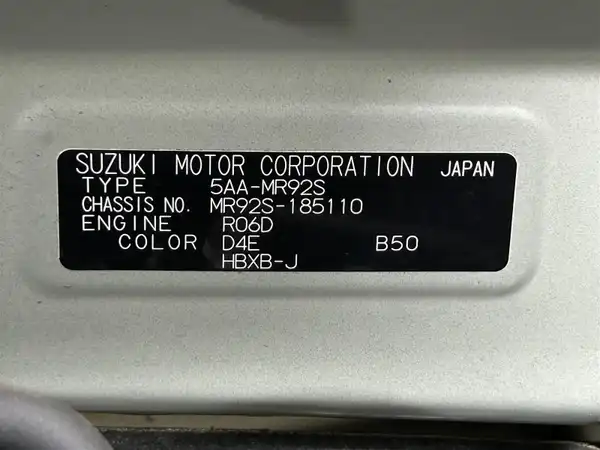 SUZUKI MOTOR CORPORATION JAPAN
TYPE 5AA-MR92S
CHASSIS NO. MR92S-185110
ENGINE R06D
COLOR D4E B50
HBXB-J